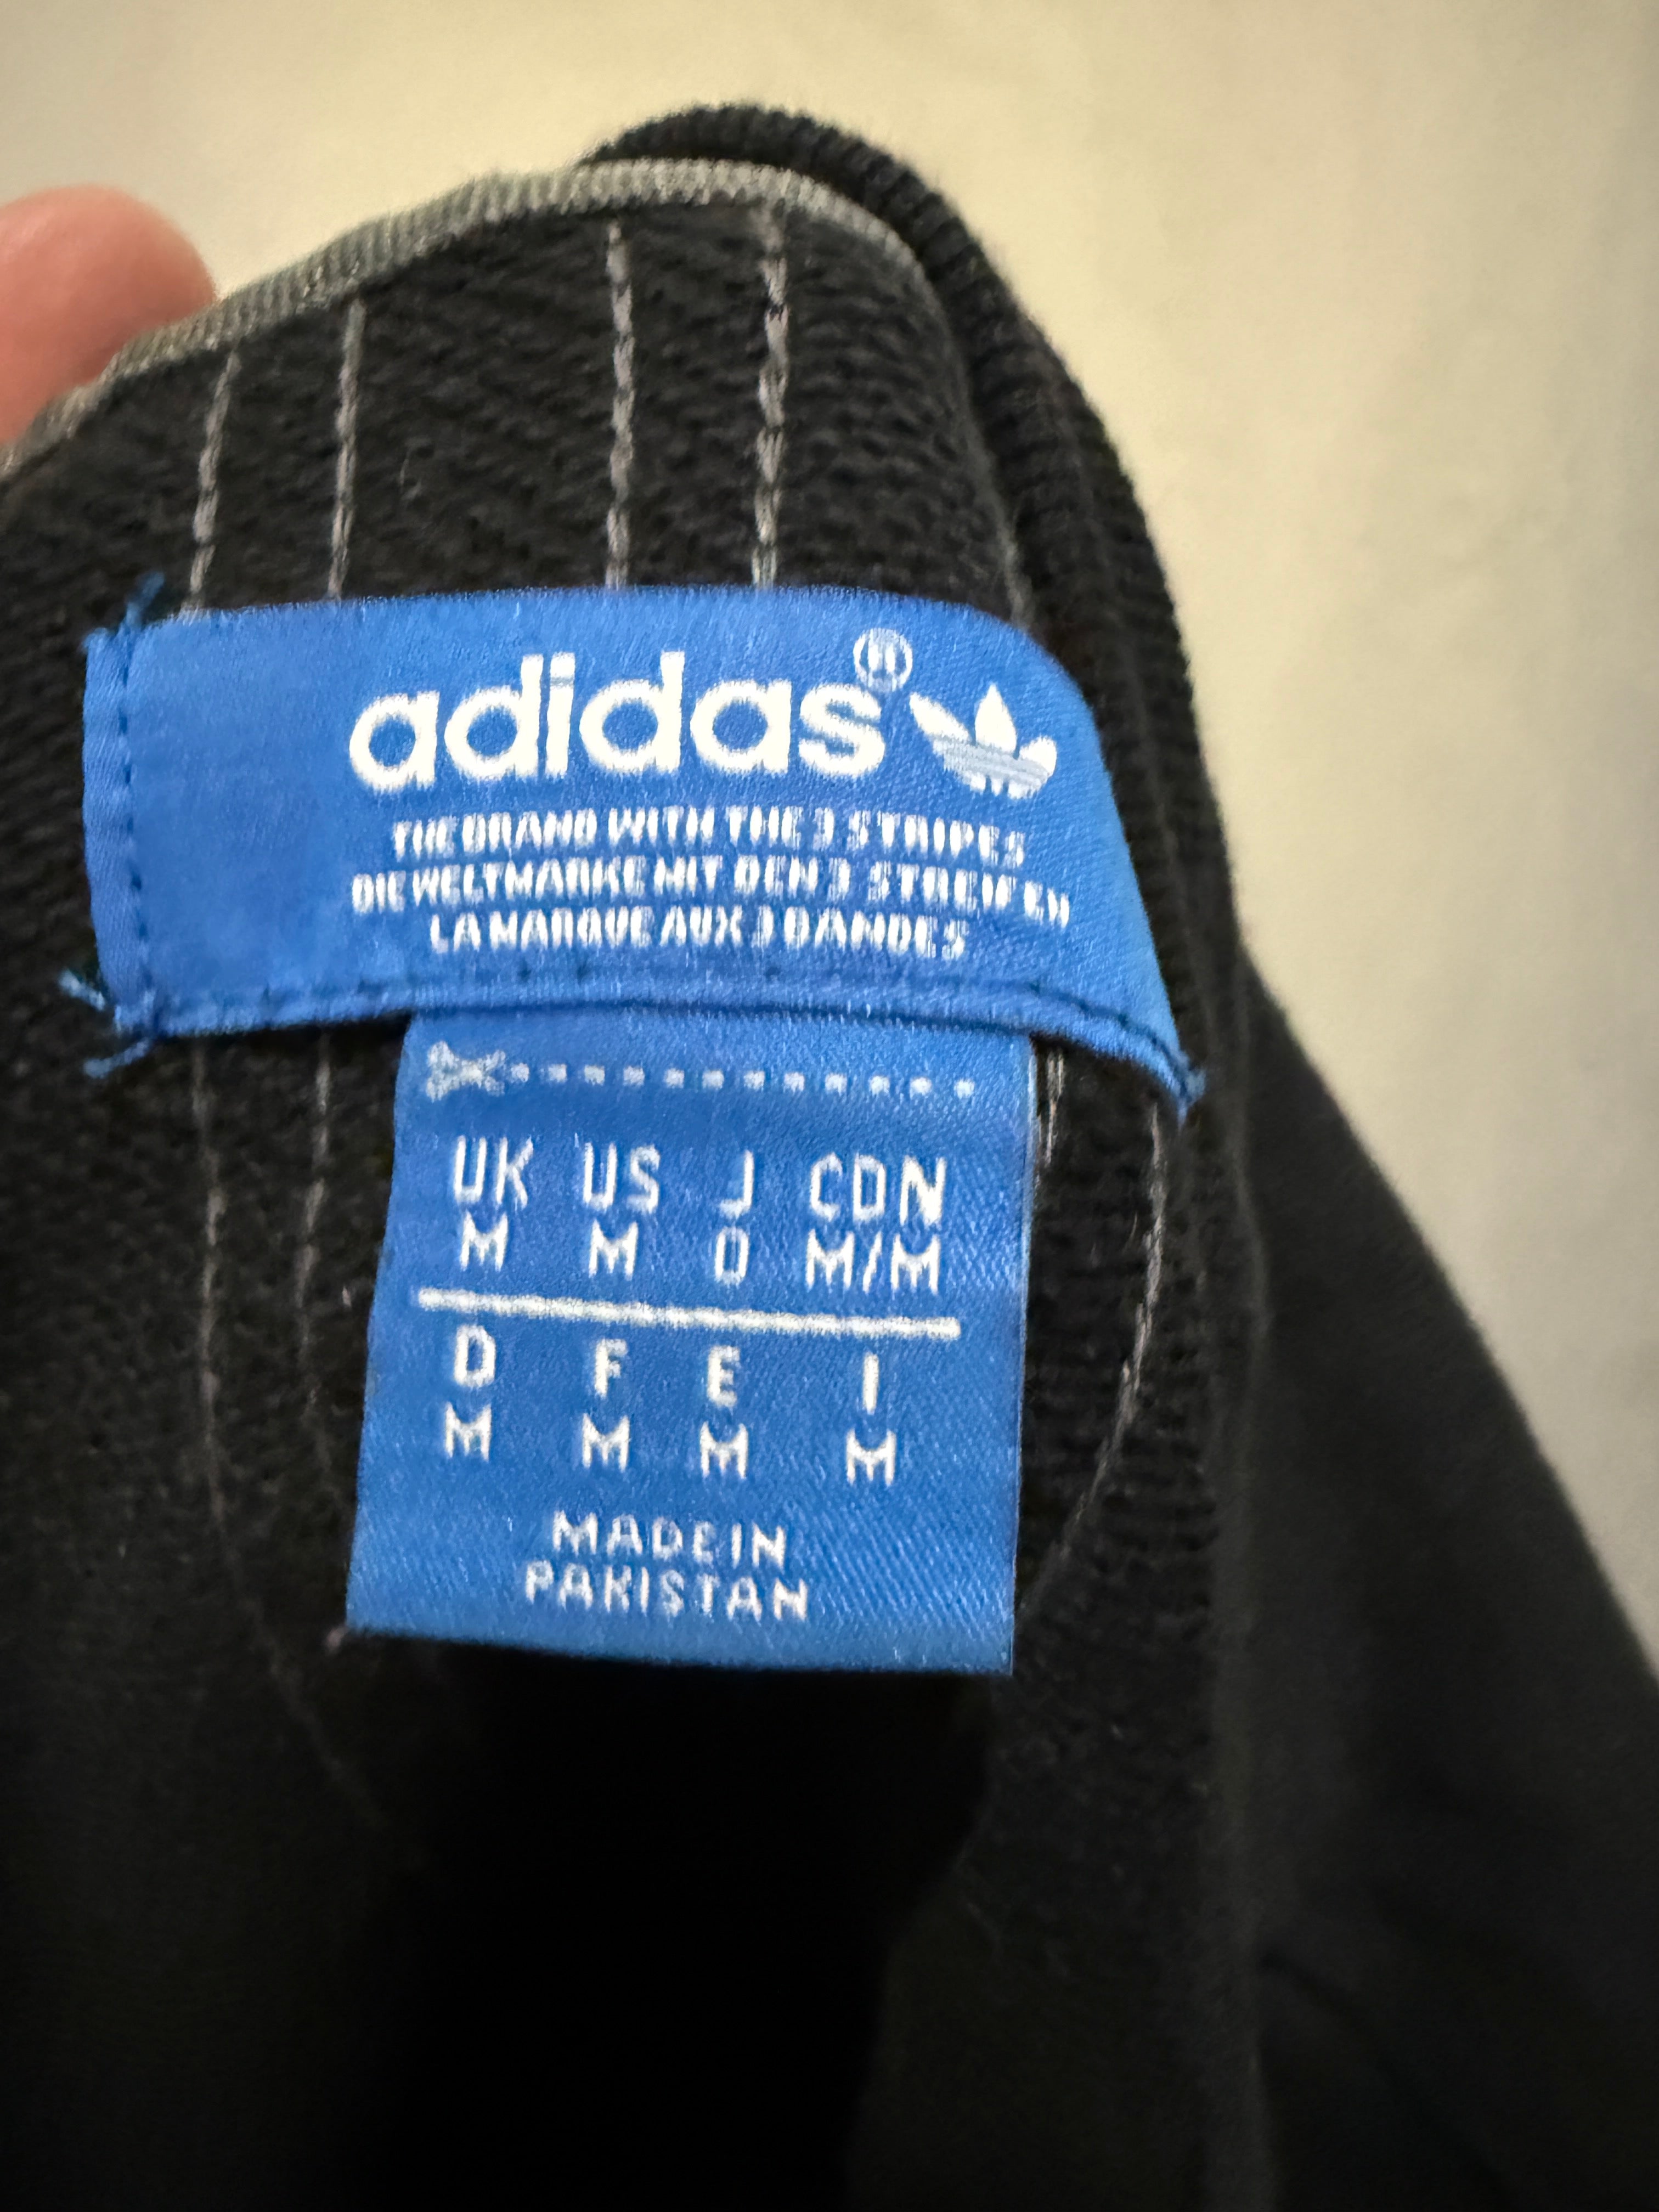 adidas®
THE BRAND WITH THE 3 STRIPES
DIE WELTMARKE MIT DEN 3 STREIFEN
LA MARQUE AUX 3 BANDES
UK US J CDN
M M O M/M
D F E I
M M M M
MADE IN
PAKISTAN